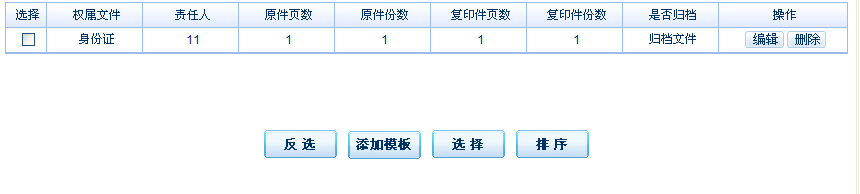 选择 权属文件 责任人 原件页数 原件份数 复印件页数 复印件份数 是否归档 操作
身份证 11 1 1 1 1 归档文件 编辑 删除
反 选 添加模板 选 择 排 序